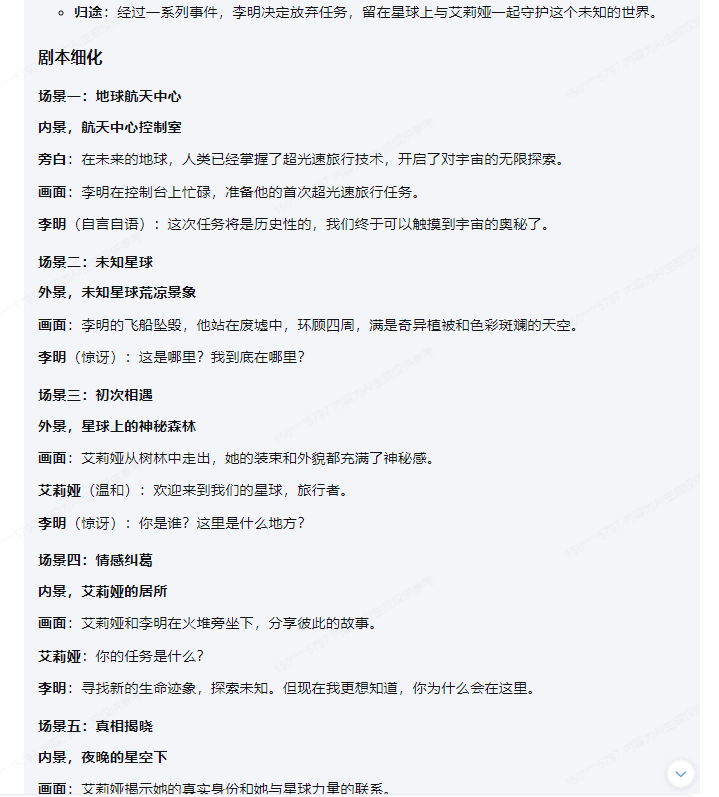 归途：经过一系列事件，李明决定放弃任务，留在星球上与艾莉娅一起守护这个未知的世界。
剧本细化
场景一：地球航天中心
内景，航天中心控制室
旁白：在未来的地球，人类已经掌握了超光速旅行技术，开启了对宇宙的无限探索。
画面：李明在控制台上忙碌，准备他的首次超光速旅行任务。
李明（自言自语）：这次任务将是历史性的，我们终于可以触摸到宇宙的奥秘了。
场景二：未知星球
外景，未知星球荒凉景象
画面：李明的飞船坠毁，他站在废墟中，环顾四周，满是奇异植被和色彩斑斓的天空。
李明（惊讶）：这是哪里？我到底在哪里？
场景三：初次相遇
外景，星球上的神秘森林
画面：艾莉娅从树林中走出，她的装束和外貌都充满了神秘感。
艾莉娅（温和）：欢迎来到我们的星球，旅行者。
李明（惊讶）：你是谁？这里是什么地方？
场景四：情感纠葛
内景，艾莉娅的居所
画面：艾莉娅和李明在火堆旁坐下，分享彼此的故事。
艾莉娅：你的任务是什么？
李明：寻找新的生命迹象，探索未知。但现在我更想知道，你为什么会在这里。
场景五：真相揭晓
内景，夜晚的星空下
画面：艾莉娅揭示她的真实身份和她与星球力量的联系。